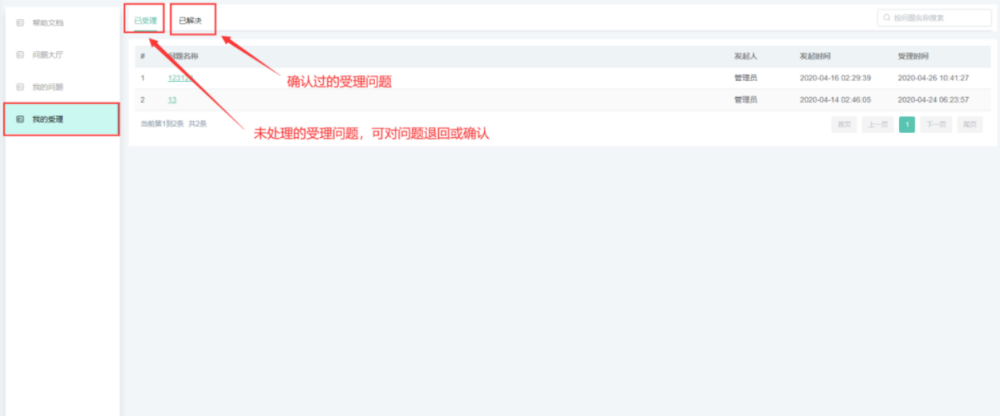 帮助文档
问题大厅
我的问题
我的受理
已受理 已解决
按问题名称搜索
# 问题名称 发起人 发起时间 受理时间
确认过的受理问题
1 管理员 2020-04-16 02:29:39 2020-04-26 10:41:27
2 13 管理员 2020-04-14 02:46:05 2020-04-24 06:23:57
当前第1到2条 共2条
首页 上一页 1 下一页 尾页
未处理的受理问题，可对问题退回或确认